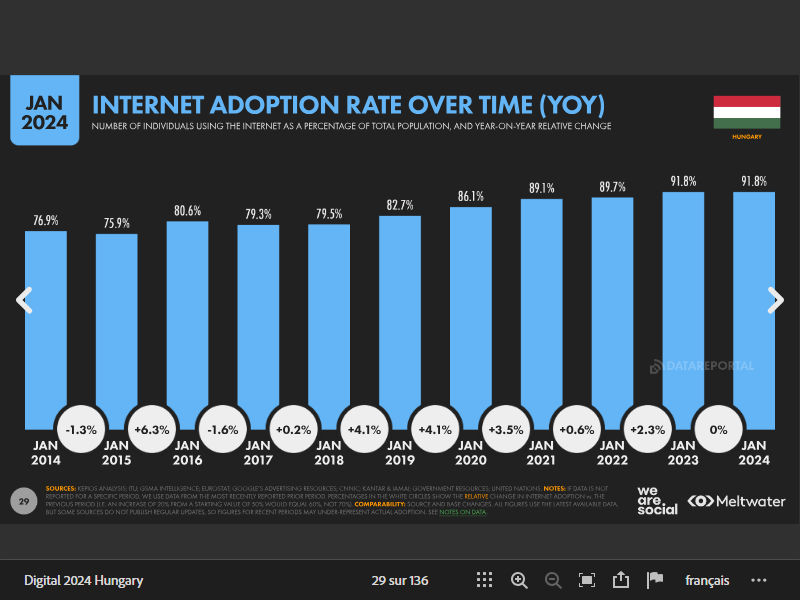 JAN
2024
INTERNET ADOPTION RATE OVER TIME (YOY)
NUMBER OF INDIVIDUALS USING THE INTERNET AS A PERCENTAGE OF TOTAL POPULATION, AND YEAR-ON-YEAR RELATIVE CHANGE
HUNGARY
76.9%
75.9%
80.6%
79.3%
79.5%
82.7%
86.1%
89.1%
89.7%
91.8%
91.8%
DATAREPORTAL
-1.3%
+6.3%
-1.6%
+0.2%
+4.1%
+4.1%
+3.5%
+0.6%
+2.3%
0%
JAN
2014
JAN
2015
JAN
2016
JAN
2017
JAN
2018
JAN
2019
JAN
2020
JAN
2021
JAN
2022
JAN
2023
JAN
2024
29
SOURCES: KEPIOS ANALYSIS; ITU; GSMA INTELLIGENCE; EUROSTAT; GOOGLE'S ADVERTISING RESOURCES; CNNIC; KANTAR & IAMAI; GOVERNMENT RESOURCES; UNITED NATIONS. NOTES: IF DATA IS NOT
REPORTED FOR A SPECIFIC PERIOD, WE USE DATA FROM THE MOST RECENTLY REPORTED PRIOR PERIOD. PERCENTAGES IN THE WHITE CIRCLES SHOW THE RELATIVE CHANGE IN INTERNET ADOPTION vs. THE
PREVIOUS PERIOD (I.E. AN INCREASE OF 20% FROM A STARTING VALUE OF 50% WOULD EQUAL 60%, NOT 70%). COMPARABILITY: SOURCE AND BASE CHANGES. ALL FIGURES USE THE LATEST AVAILABLE DATA,
BUT SOME SOURCES DO NOT PUBLISH REGULAR UPDATES, SO FIGURES FOR RECENT PERIODS MAY UNDER-REPRESENT ACTUAL ADOPTION. SEE NOTES ON DATA.
we
are.
social
Meltwater
Digital 2024 Hungary
29 sur 136
français